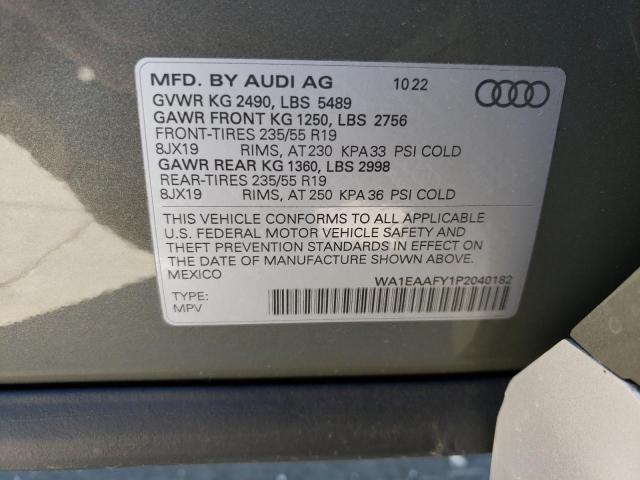 MFD. BY AUDI AG 10 22
GVWR KG 2490, LBS 5489
GAWR FRONT KG 1250, LBS 2756
FRONT-TIRES 235/55 R19
8JX19 RIMS, AT 230 KPA 33 PSI COLD
GAWR REAR KG 1360, LBS 2998
REAR-TIRES 235/55 R19
8JX19 RIMS, AT 250 KPA 36 PSI COLD
THIS VEHICLE CONFORMS TO ALL APPLICABLE
U.S. FEDERAL MOTOR VEHICLE SAFETY AND
THEFT PREVENTION STANDARDS IN EFFECT ON
THE DATE OF MANUFACTURE SHOWN ABOVE.
MEXICO
WA1EAAFY1P2040182
TYPE:
MPV